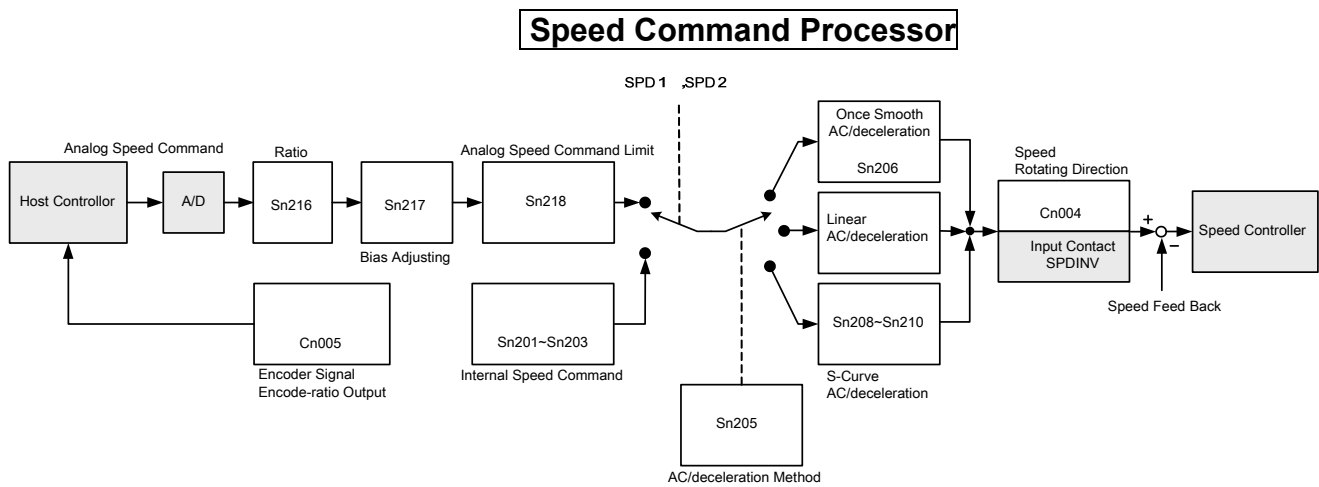 Speed Command Processor
SPD1 ,SPD2
Analog Speed Command
Host Controllor
A/D
Ratio
Sn216
Sn217
Bias Adjusting
Analog Speed Command Limit
Sn218
Once Smooth
AC/deceleration
Sn206
Linear
AC/deceleration
Sn208~Sn210
S-Curve
AC/deceleration
Speed
Rotating Direction
Cn004
Input Contact
SPDINV
+
−
Speed Controller
Speed Feed Back
Cn005
Encoder Signal
Encode-ratio Output
Sn201~Sn203
Internal Speed Command
Sn205
AC/deceleration Method